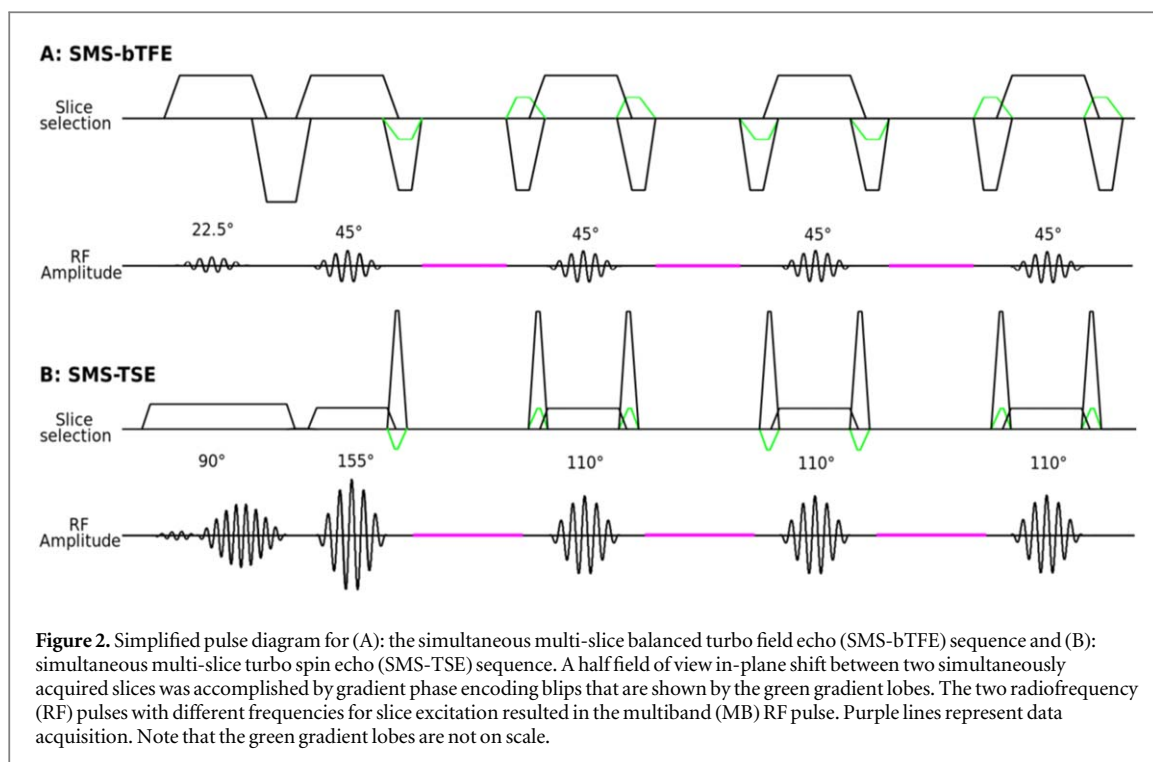 A: SMS-bTFE
Slice
selection
22.5°
45°
45°
45°
45°
RF
Amplitude
B: SMS-TSE
Slice
selection
90°
155°
110°
110°
110°
RF
Amplitude
Figure 2. Simplified pulse diagram for (A): the simultaneous multi-slice balanced turbo field echo (SMS-bTFE) sequence and (B):
simultaneous multi-slice turbo spin echo (SMS-TSE) sequence. A half field of view in-plane shift between two simultaneously
acquired slices was accomplished by gradient phase encoding blips that are shown by the green gradient lobes. The two radiofrequency
(RF) pulses with different frequencies for slice excitation resulted in the multiband (MB) RF pulse. Purple lines represent data
acquisition. Note that the green gradient lobes are not on scale.